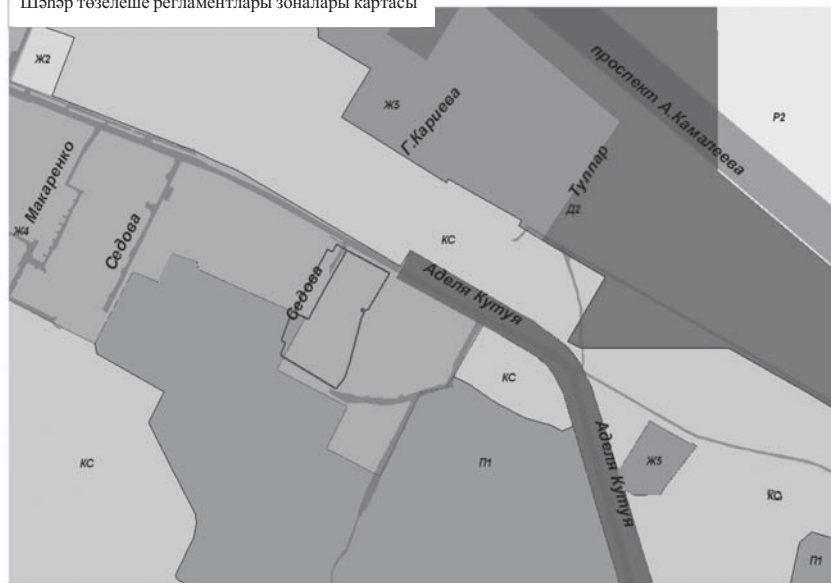 Шәһәр төзелеше регламентлары зоналары картасы
Ж2
проспект А.Камалеева
Р2
Ж5
Г.Кариева
Тулпар
Д2
Макаренко
Седова
Ж4
КС
Седова
Аделя Кутуя
КС
КС
П1
Аделя Кутуя
Ж5
П1